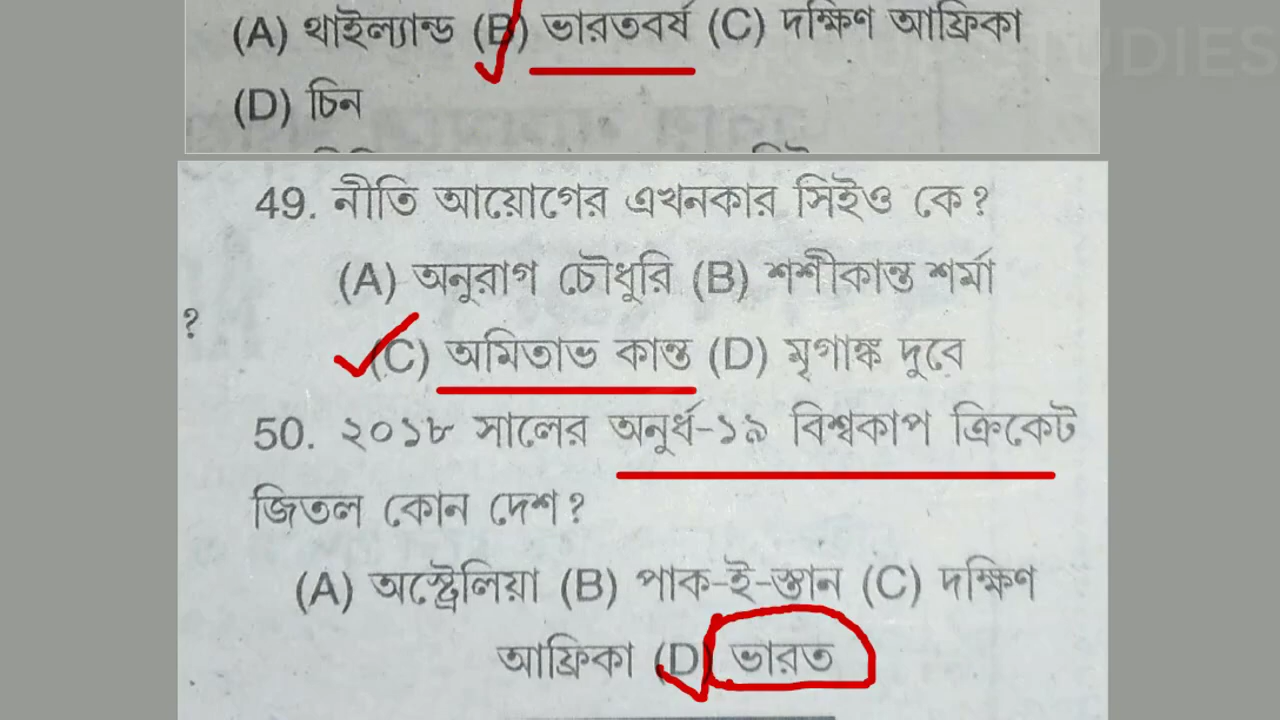 (A) থাইল্যান্ড (B) ভারতবর্ষ (C) দক্ষিণ আফ্রিকা
(D) চিন
STUDIES
49. নীতি আয়োগের এখনকার সিইও কে?
(A) অনুরাগ চৌধুরি (B) শশীকান্ত শর্মা
?
(C) অমিতাভ কান্ত (D) মৃগাঙ্ক দুবে
50. ২০১৮ সালের অনুর্ধ-১৯ বিশ্বকাপ ক্রিকেট
জিতল কোন দেশ?
(A) অস্ট্রেলিয়া (B) পাক-ই-স্তান (C) দক্ষিণ
আফ্রিকা (D) ভারত